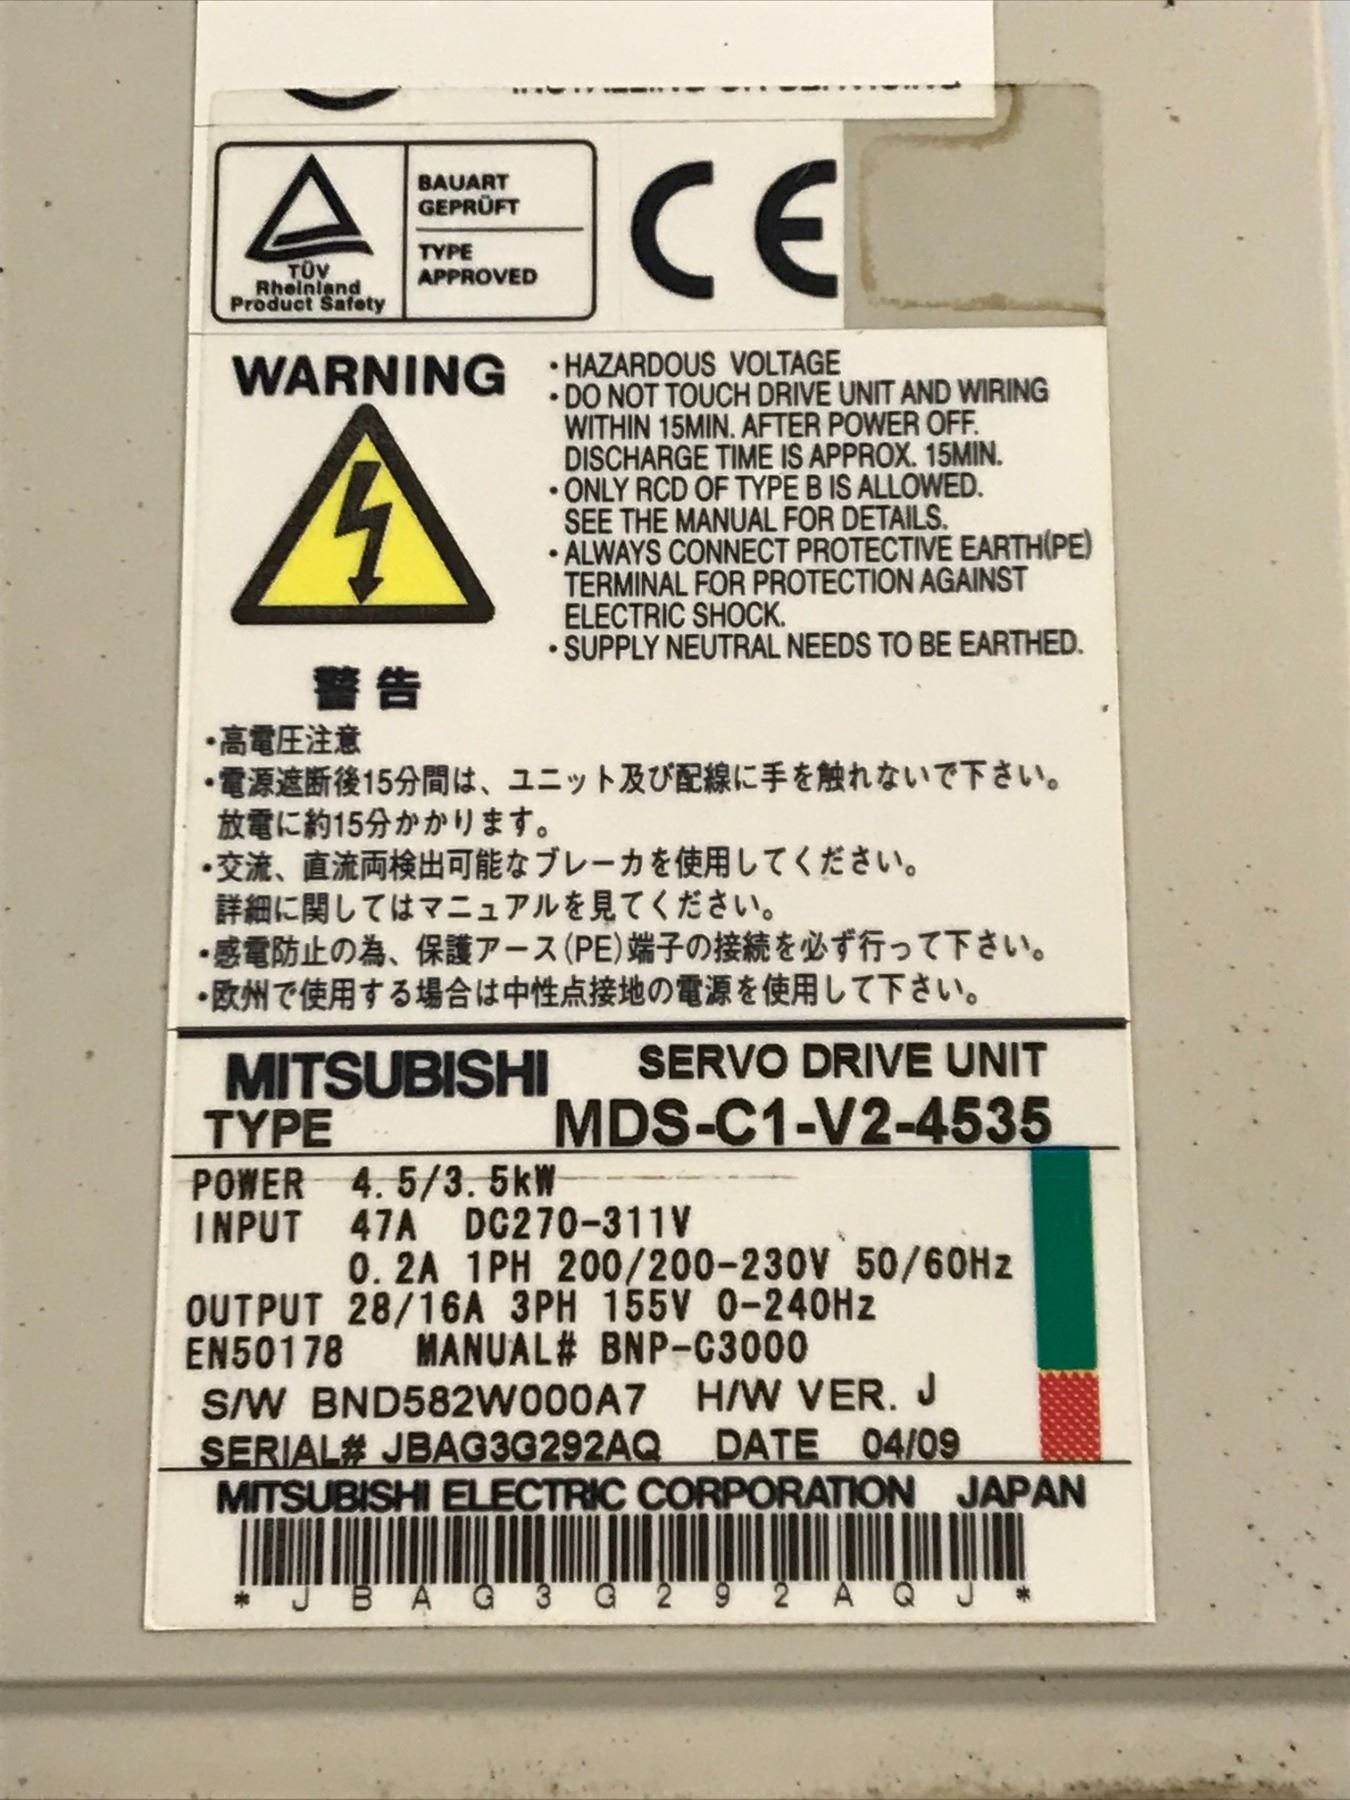 INSTALLING OR SERVICING
TÜV
Rheinland
Product Safety
BAUART
GEPRÜFT
TYPE
APPROVED
CE
WARNING
・HAZARDOUS VOLTAGE
・DO NOT TOUCH DRIVE UNIT AND WIRING
WITHIN 15MIN. AFTER POWER OFF.
DISCHARGE TIME IS APPROX. 15MIN.
・ONLY RCD OF TYPE B IS ALLOWED.
SEE THE MANUAL FOR DETAILS.
・ALWAYS CONNECT PROTECTIVE EARTH(PE)
TERMINAL FOR PROTECTION AGAINST
ELECTRIC SHOCK.
・SUPPLY NEUTRAL NEEDS TO BE EARTHED.
警告
・高電圧注意
・電源遮断後15分間は、ユニット及び配線に手を触れないで下さい。
放電に約15分かかります。
・交流、直流両検出可能なブレーカを使用してください。
詳細に関してはマニュアルを見てください。
・感電防止の為、保護アース(PE)端子の接続を必ず行って下さい。
・欧州で使用する場合は中性点接地の電源を使用して下さい。
MITSUBISHI SERVO DRIVE UNIT
TYPE MDS-C1-V2-4535
POWER 4.5/3.5kW
INPUT 47A DC270-311V
0.2A 1PH 200/200-230V 50/60Hz
OUTPUT 28/16A 3PH 155V 0-240Hz
EN50178 MANUAL# BNP-C3000
S/W BND582W000A7 H/W VER. J
SERIAL# JBAG3G292AQ DATE 04/09
MITSUBISHI ELECTRIC CORPORATION JAPAN
*JBAG3G292AQJ*